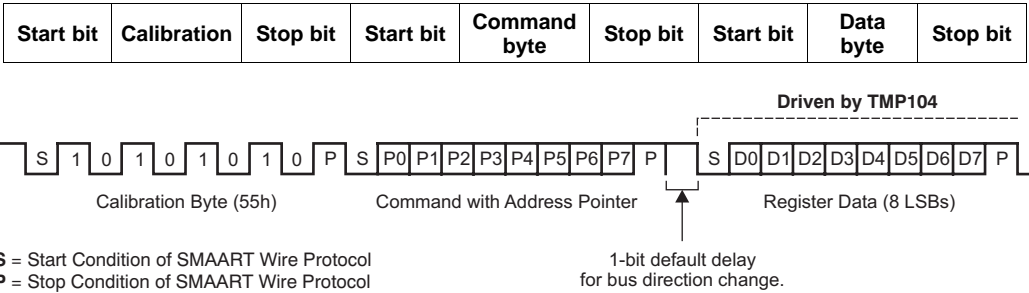 Start bit Calibration Stop bit Start bit Command byte Stop bit Start bit Data byte Stop bit
Driven by TMP104
S 1 0 1 0 1 0 1 0 P S P0 P1 P2 P3 P4 P5 P6 P7 P S D0 D1 D2 D3 D4 D5 D6 D7 P
Calibration Byte (55h) Command with Address Pointer Register Data (8 LSBs)
S = Start Condition of SMAART Wire Protocol
P = Stop Condition of SMAART Wire Protocol
1-bit default delay
for bus direction change.